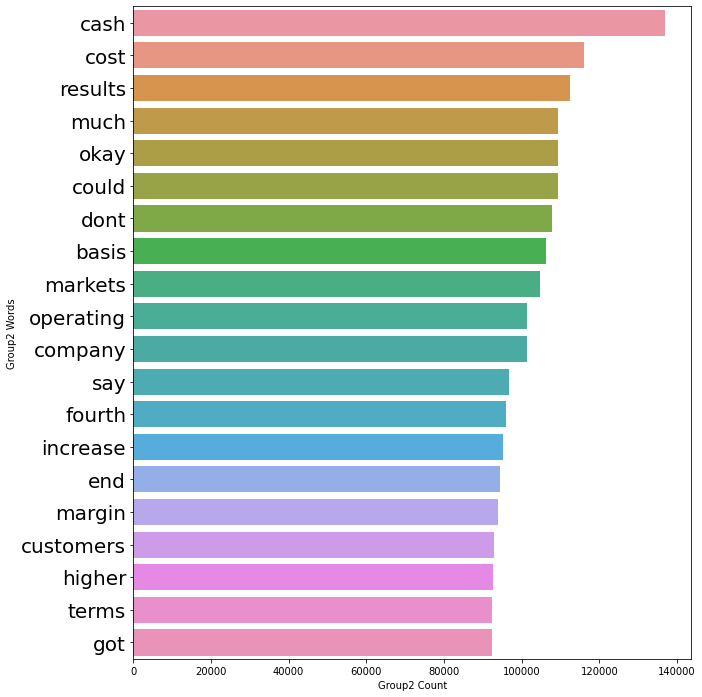 cash
cost
results
much
okay
could
dont
basis
markets
operating
company
say
fourth
increase
end
margin
customers
higher
terms
got
Group2 Words
0 20000 40000 60000 80000 100000 120000 140000
Group2 Count